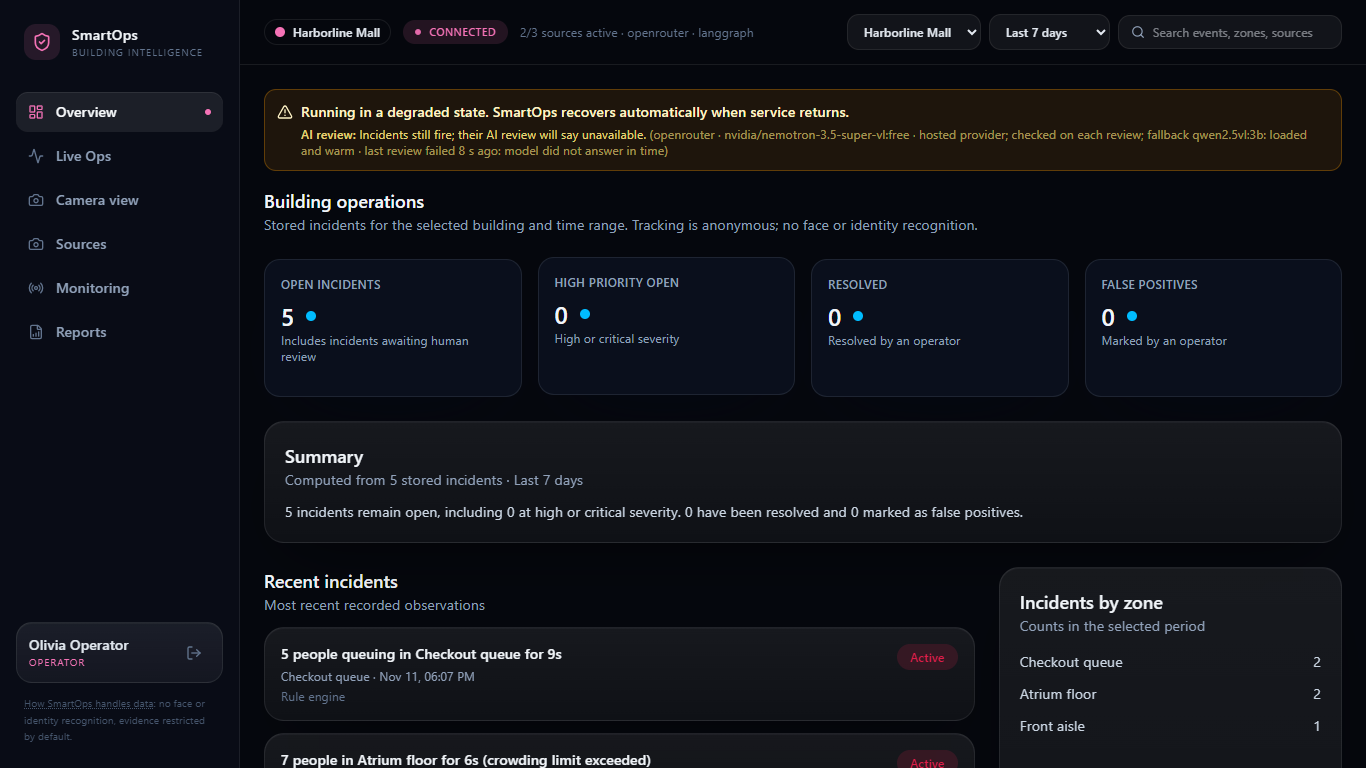 SmartOps
BUILDING INTELLIGENCE
Overview
Live Ops
Camera view
Sources
Monitoring
Reports
Olivia Operator
OPERATOR
How SmartOps handles data: no face or
identity recognition, evidence restricted
by default.
Harborline Mall
CONNECTED
2/3 sources active · openrouter · langgraph
Harborline Mall
Last 7 days
Search events, zones, sources
Running in a degraded state. SmartOps recovers automatically when service returns.
AI review: Incidents still fire; their AI review will say unavailable. (openrouter · nvidia/nemotron-3.5-super-vl:free · hosted provider; checked on each review; fallback qwen2.5vl:3b: loaded
and warm · last review failed 8 s ago: model did not answer in time)
Building operations
Stored incidents for the selected building and time range. Tracking is anonymous; no face or identity recognition.
OPEN INCIDENTS
5
Includes incidents awaiting human
review
HIGH PRIORITY OPEN
0
High or critical severity
RESOLVED
0
Resolved by an operator
FALSE POSITIVES
0
Marked by an operator
Summary
Computed from 5 stored incidents · Last 7 days
5 incidents remain open, including 0 at high or critical severity. 0 have been resolved and 0 marked as false positives.
Recent incidents
Most recent recorded observations
5 people queuing in Checkout queue for 9s
Active
Checkout queue · Nov 11, 06:07 PM
Rule engine
7 people in Atrium floor for 6s (crowding limit exceeded)
Active
Incidents by zone
Counts in the selected period
Checkout queue 2
Atrium floor 2
Front aisle 1